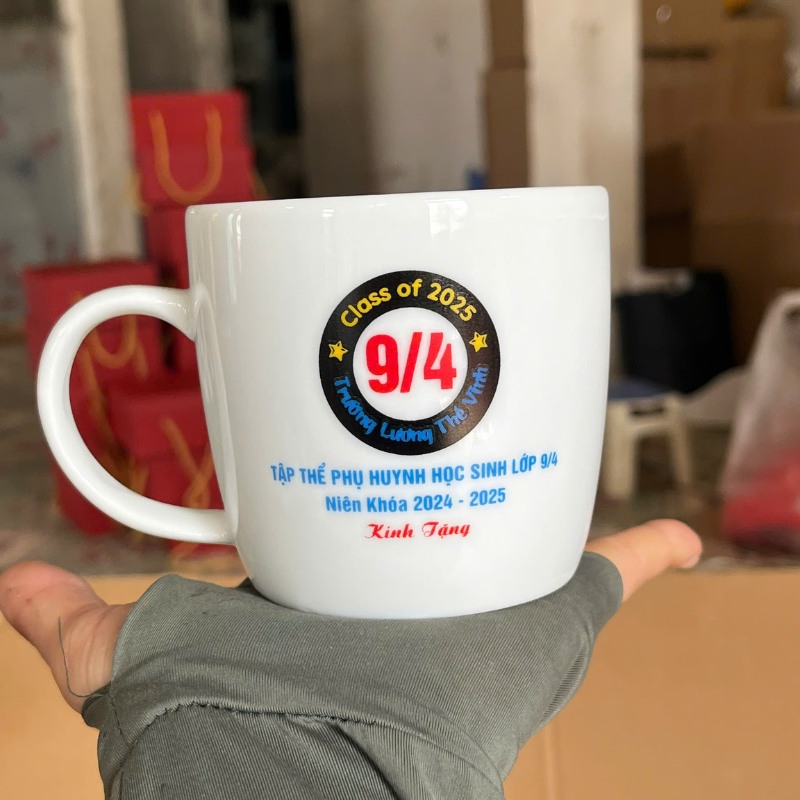 Class of 2025
9/4
Trường Lương Thế Vinh
TẬP THỂ PHỤ HUYNH HỌC SINH LỚP 9/4
Niên Khóa 2024 - 2025
Kính Tặng